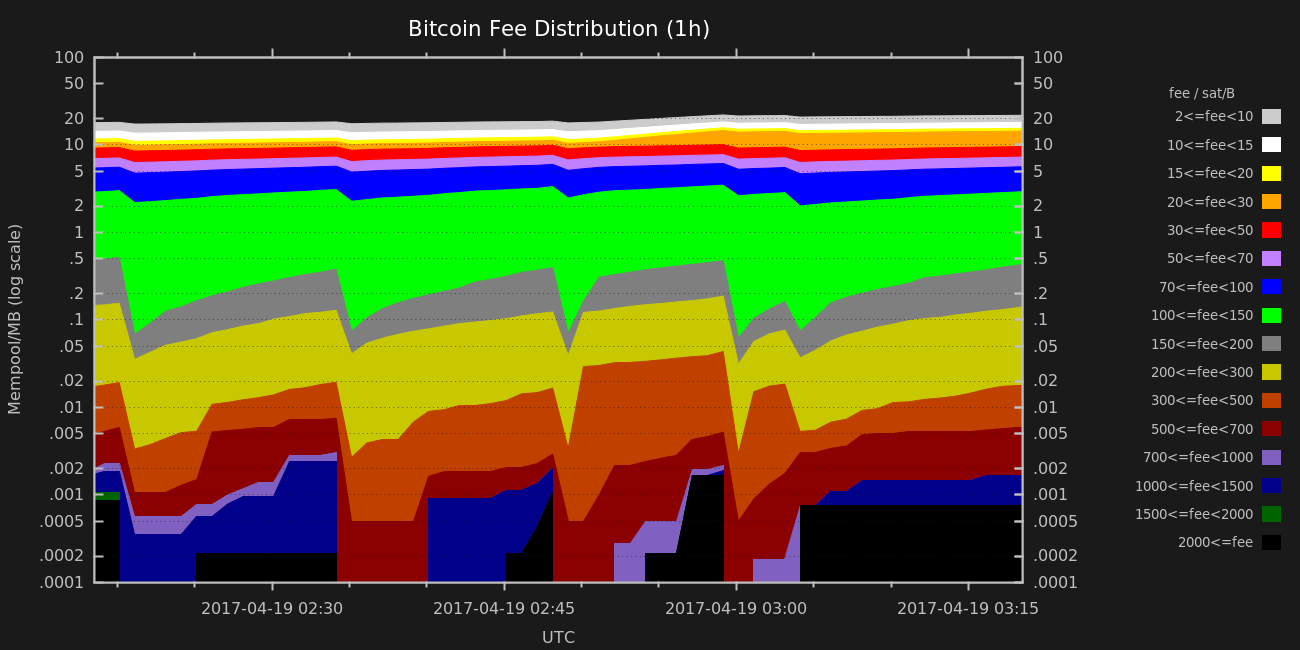 Bitcoin Fee Distribution (1h)
Mempool/MB (log scale)
100
50
20
10
5
2
1
.5
.2
.1
.05
.02
.01
.005
.002
.001
.0005
.0002
.0001
100
50
20
10
5
2
1
.5
.2
.1
.05
.02
.01
.005
.002
.001
.0005
.0002
.0001
2017-04-19 02:30 2017-04-19 02:45 2017-04-19 03:00 2017-04-19 03:15
UTC
fee / sat/B
2<=fee<10
10<=fee<15
15<=fee<20
20<=fee<30
30<=fee<50
50<=fee<70
70<=fee<100
100<=fee<150
150<=fee<200
200<=fee<300
300<=fee<500
500<=fee<700
700<=fee<1000
1000<=fee<1500
1500<=fee<2000
2000<=fee